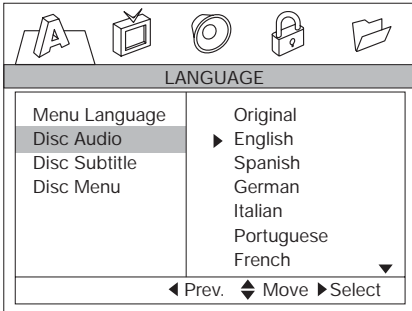 A
LANGUAGE
Menu Language
Disc Audio
Disc Subtitle
Disc Menu
Original
English
Spanish
German
Italian
Portuguese
French
Prev. Move Select